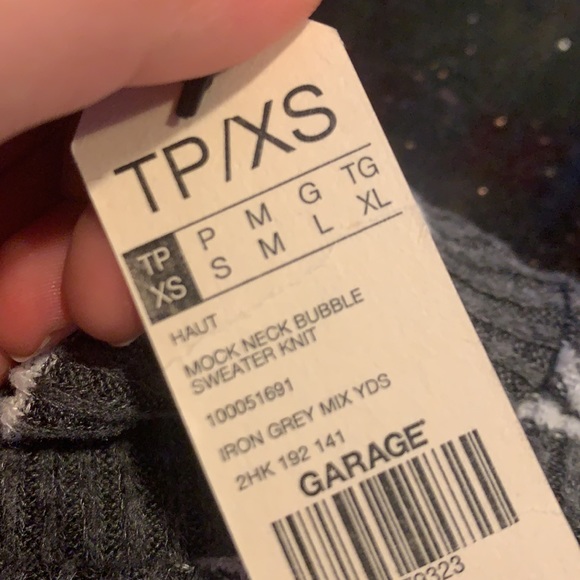 TP/XS
TP P M G TG
XS S M L XL
HAUT
MOCK NECK BUBBLE
SWEATER KNIT
100051691
IRON GREY MIX YDS
2HK 192 141
GARAGE